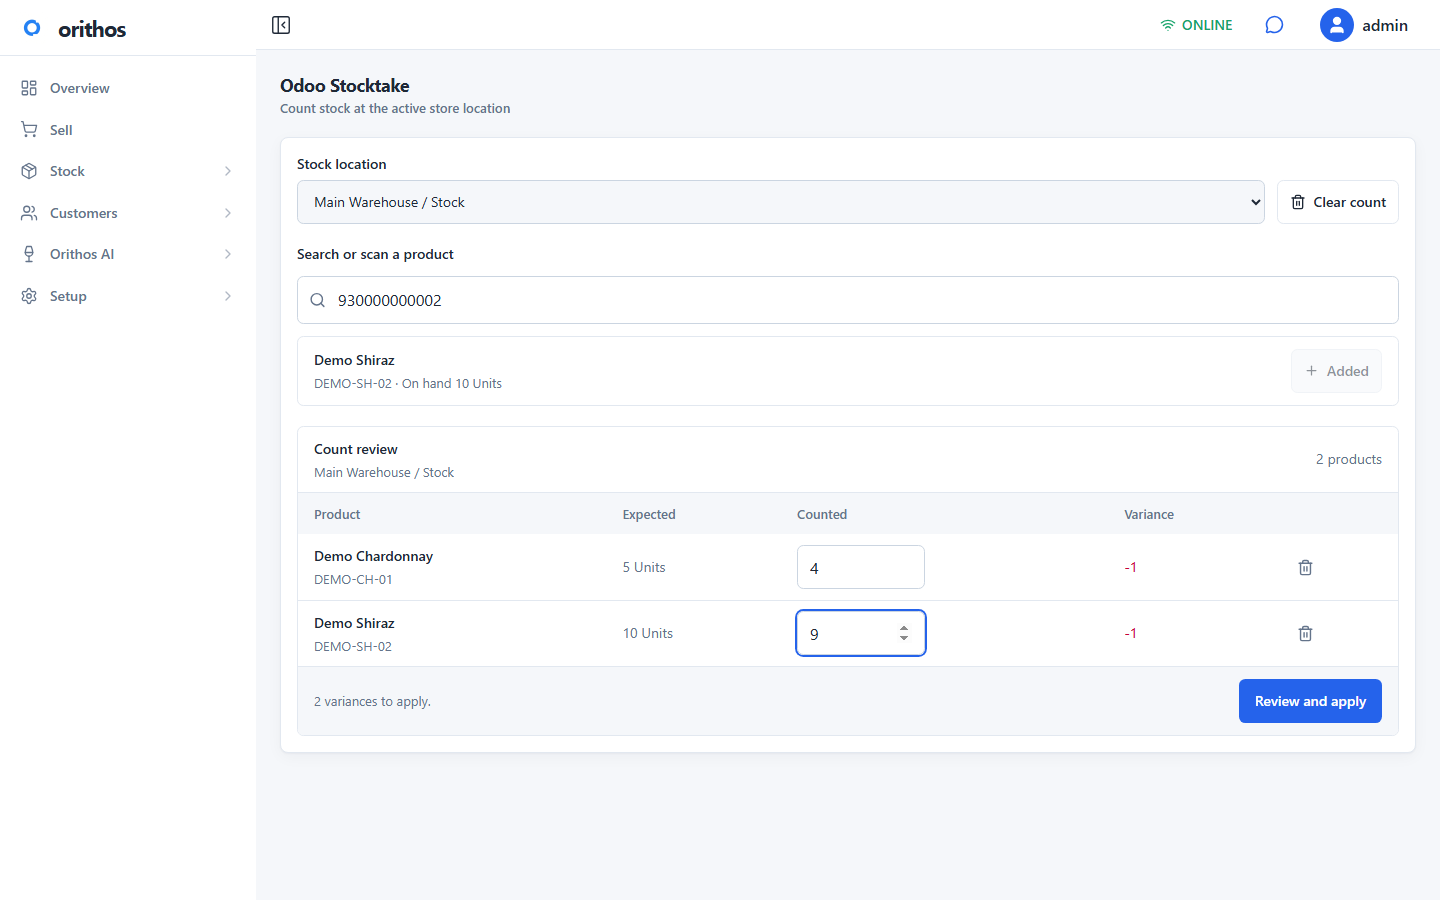 orithos
ONLINE
admin
Overview
Sell
Stock
Customers
Orithos AI
Setup
Odoo Stocktake
Count stock at the active store location
Stock location
Main Warehouse / Stock
Clear count
Search or scan a product
930000000002
Demo Shiraz
DEMO-SH-02 · On hand 10 Units
+ Added
Count review
Main Warehouse / Stock
2 products
Product Expected Counted Variance
Demo Chardonnay
DEMO-CH-01
5 Units 4 -1
Demo Shiraz
DEMO-SH-02
10 Units 9 -1
2 variances to apply.
Review and apply